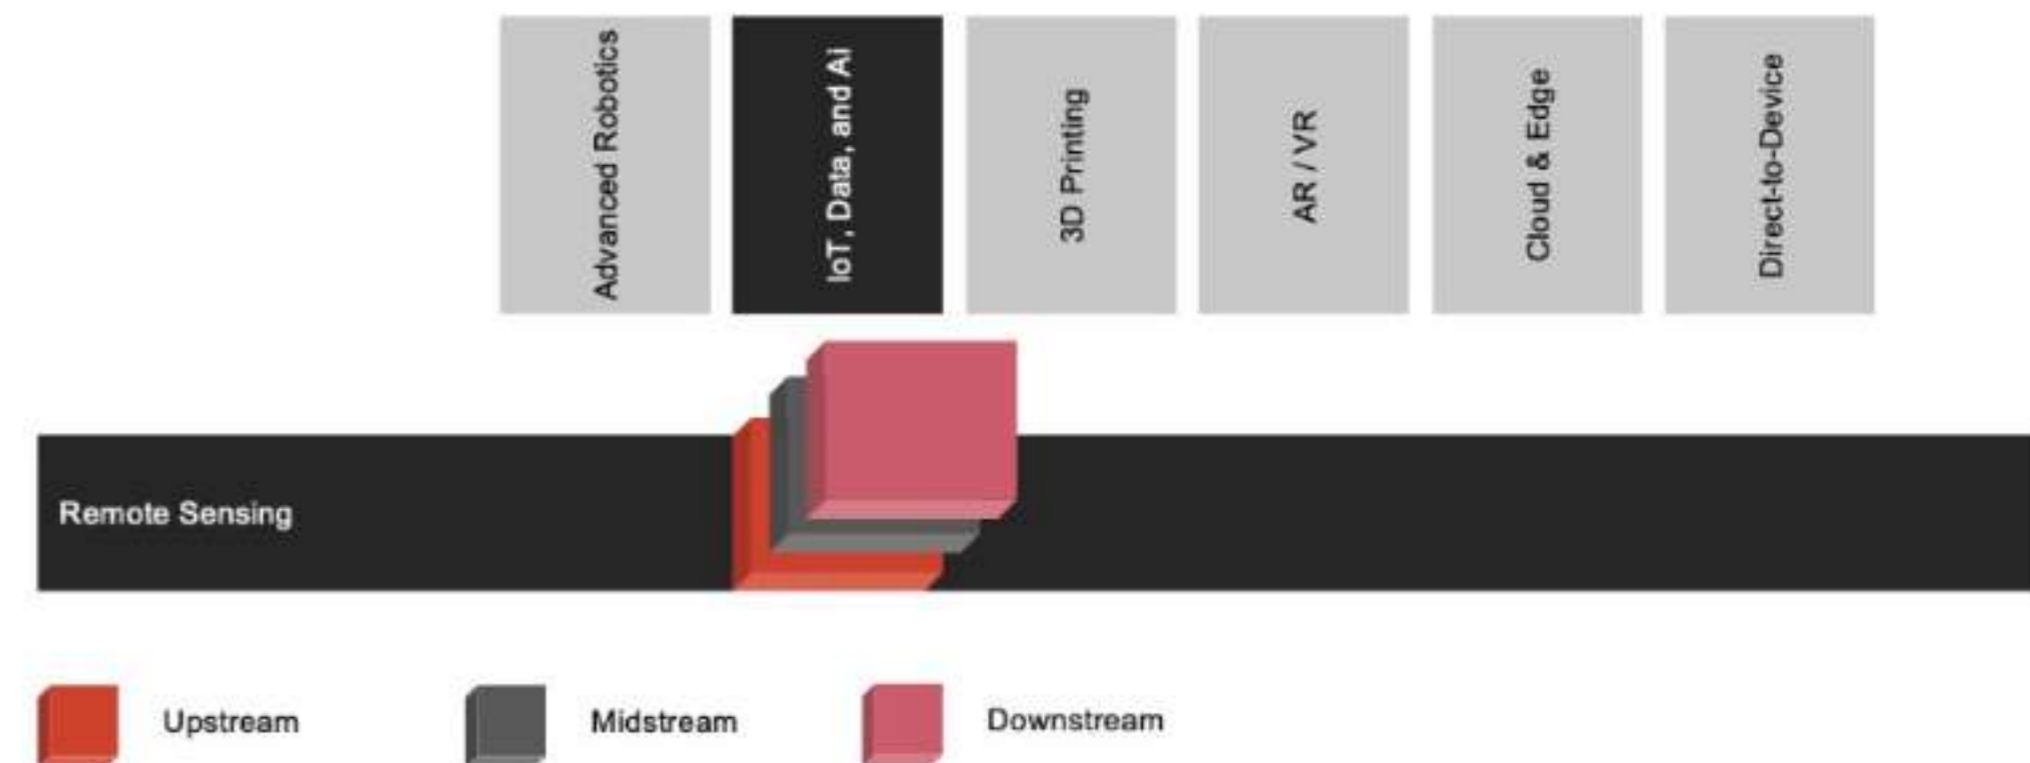 Advanced Robotics
IoT, Data, and Ai
3D Printing
AR / VR
Cloud & Edge
Direct-to-Device
Remote Sensing
Upstream
Midstream
Downstream